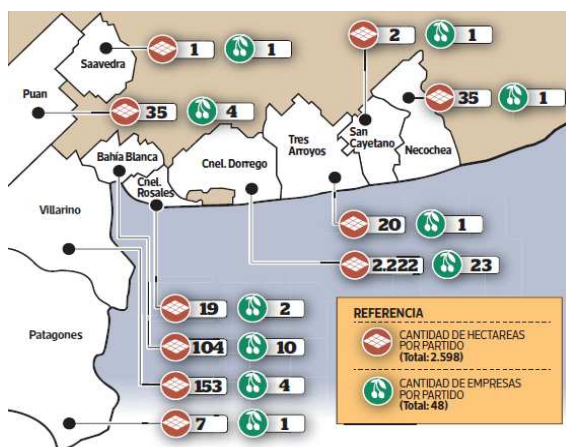 Saavedra
1 1
2 1
Puan
35 4
35 1
Bahía Blanca
Cnel.
Rosales
Cnel. Dorrego
Tres
Arroyos
San
Cayetano
Necochea
Villarino
20 1
2.222 23
19 2
104 10
153 4
Patagones
7 1
REFERENCIA
CANTIDAD DE HECTAREAS
POR PARTIDO
(Total: 2.598)
CANTIDAD DE EMPRESAS
POR PARTIDO
(Total: 48)